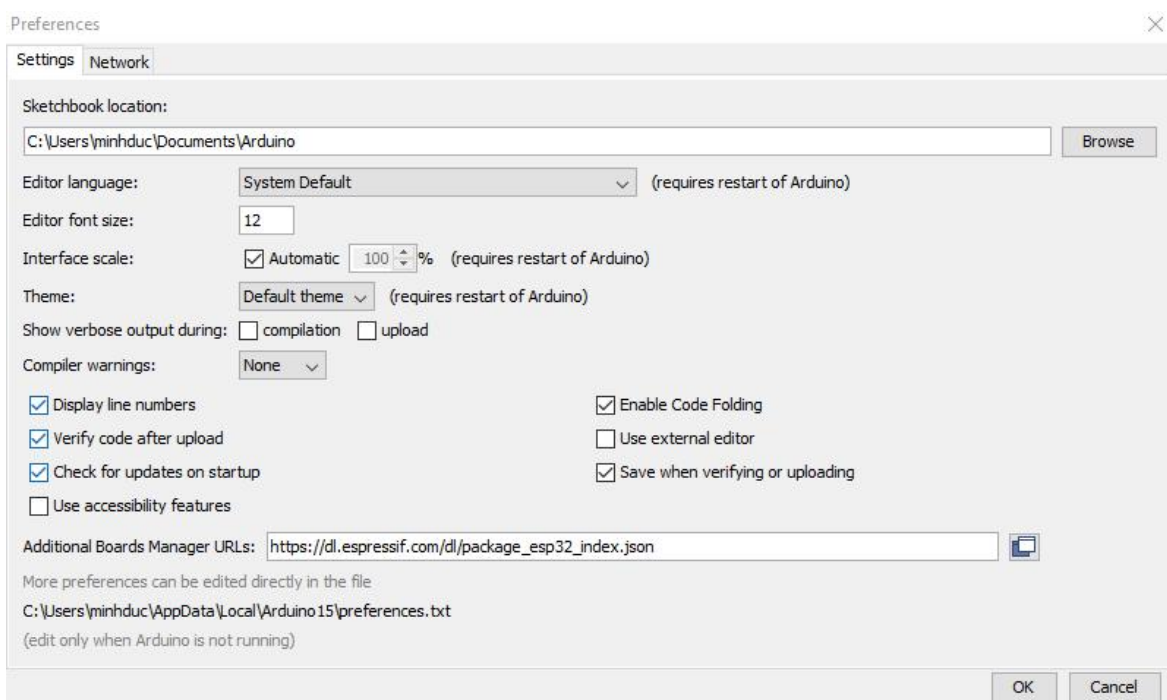 Preferences
Settings Network
Sketchbook location:
C:\Users\minhduc\Documents\Arduino Browse
Editor language: System Default (requires restart of Arduino)
Editor font size: 12
Interface scale: Automatic 100 % (requires restart of Arduino)
Theme: Default theme (requires restart of Arduino)
Show verbose output during: compilation upload
Compiler warnings: None
Display line numbers Enable Code Folding
Verify code after upload Use external editor
Check for updates on startup Save when verifying or uploading
Use accessibility features
Additional Boards Manager URLs: https://dl.espressif.com/dl/package_esp32_index.json
More preferences can be edited directly in the file
C:\Users\minhduc\AppData\Local\Arduino15\preferences.txt
(edit only when Arduino is not running)
OK Cancel